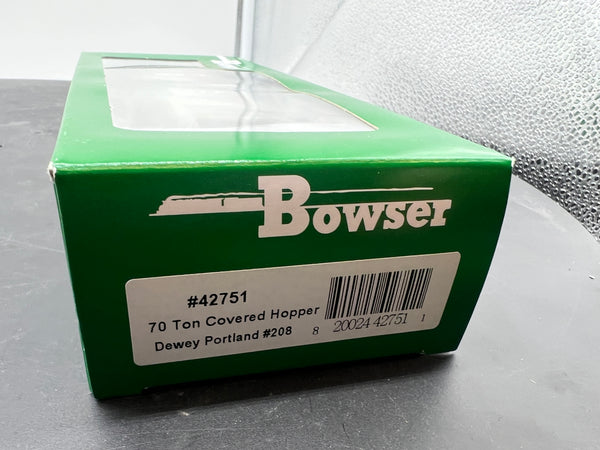 Bowser
#42751
70 Ton Covered Hopper
Dewey Portland #208
8 20024 42751 1